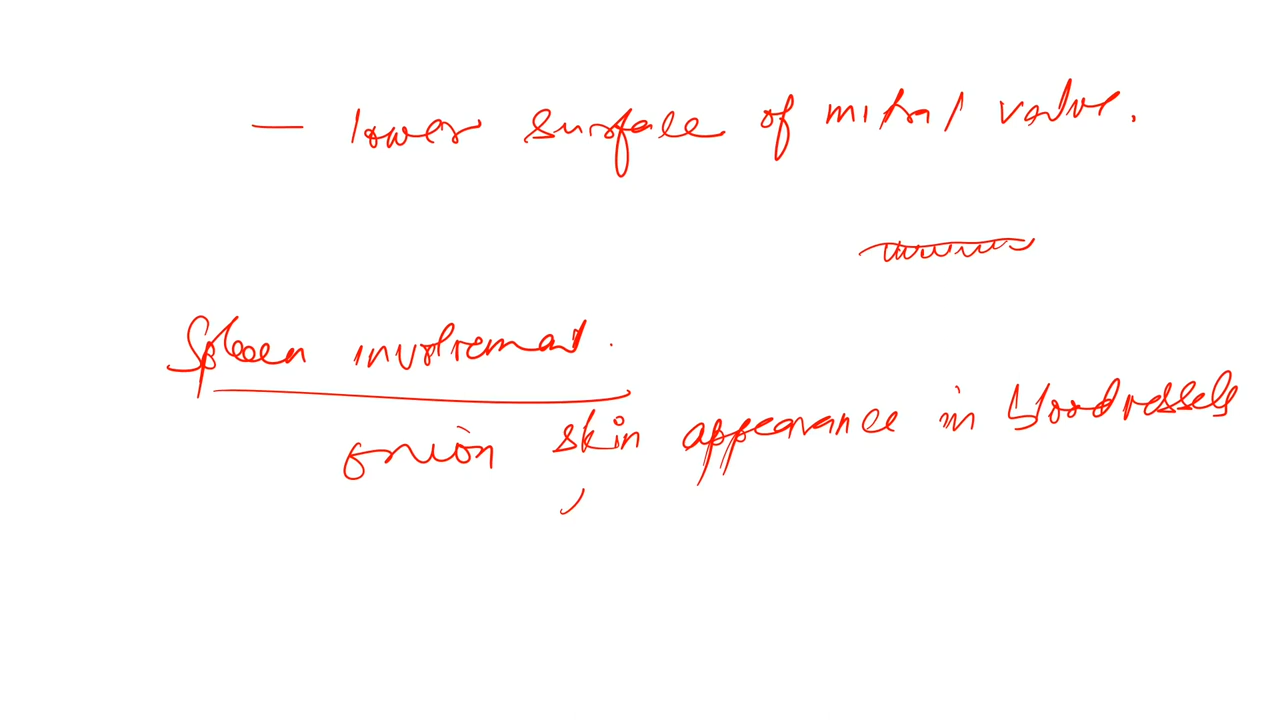 — lower surface of mitral valve.
Spleen involvement.
onion skin appearance in bloodvessels